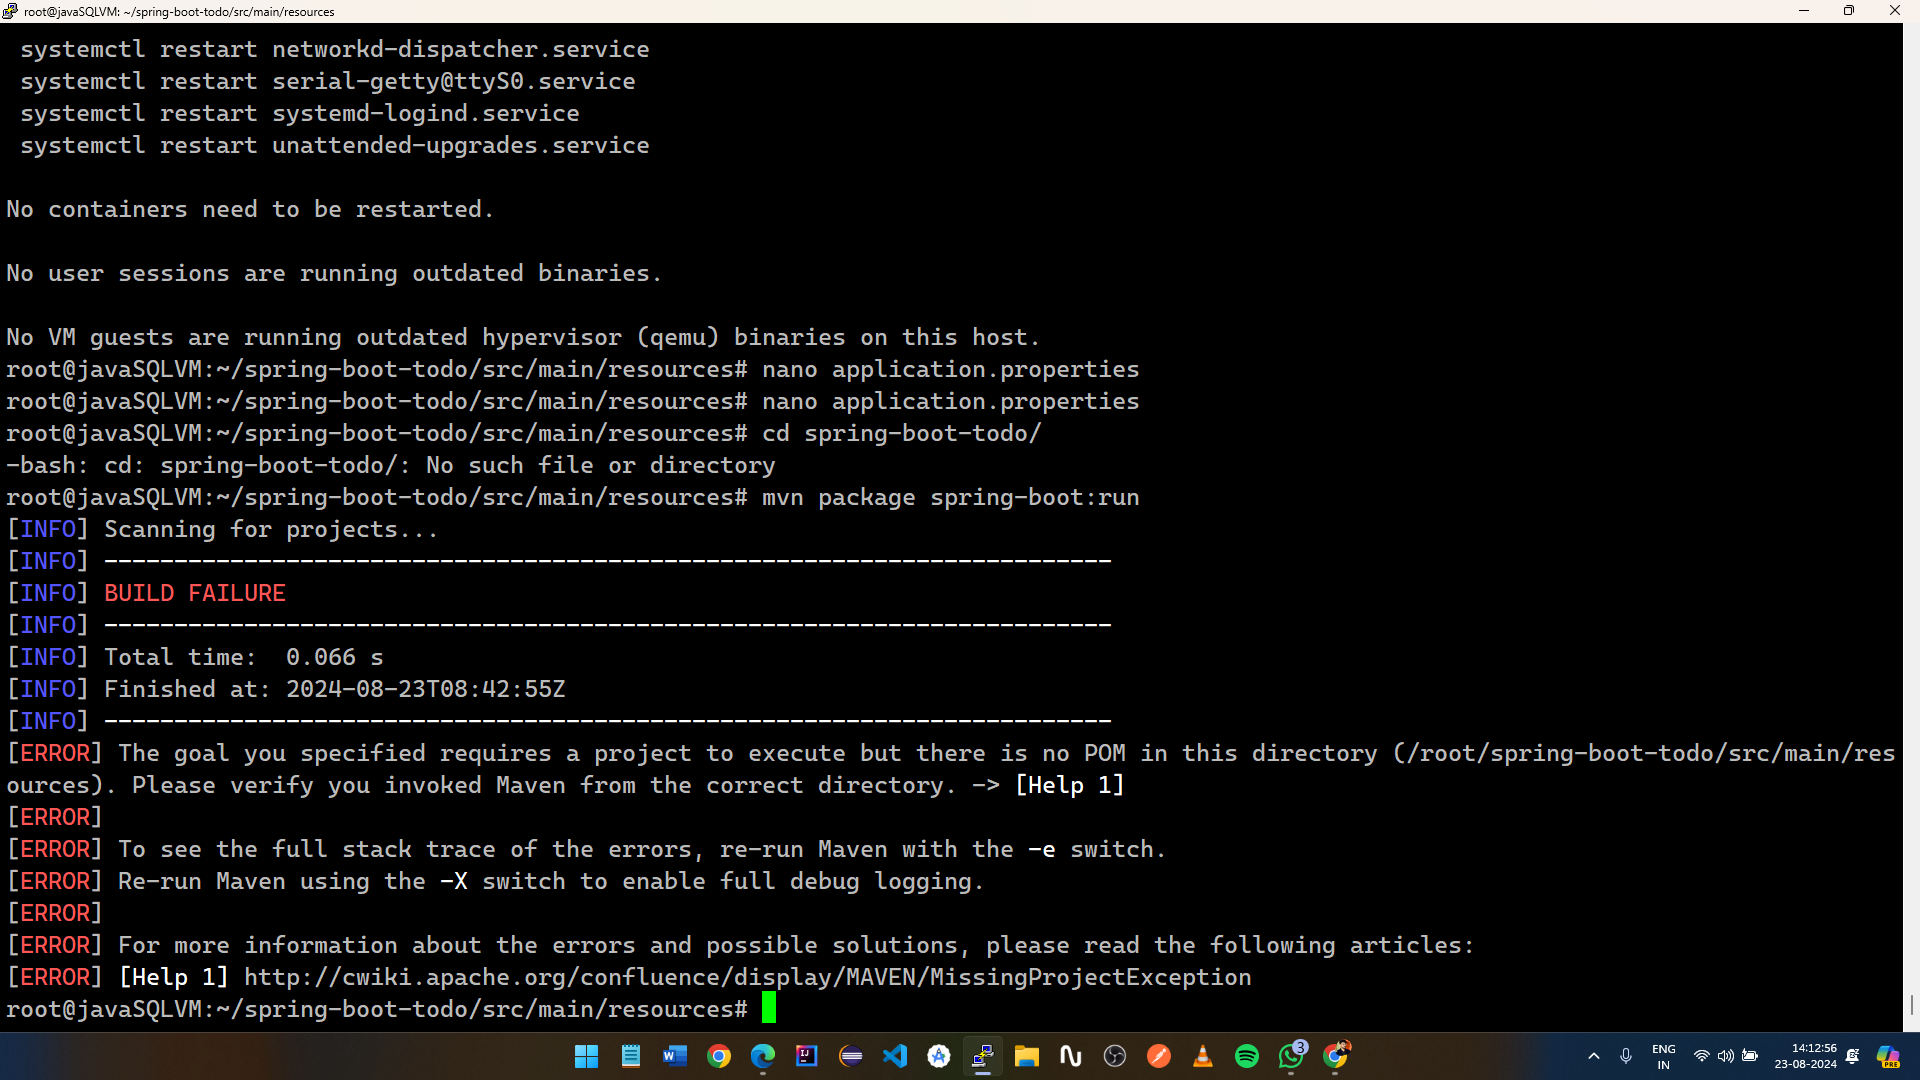 root@javaSQLVM: ~/spring-boot-todo/src/main/resources
systemctl restart networkd-dispatcher.service
systemctl restart serial-getty@ttyS0.service
systemctl restart systemd-logind.service
systemctl restart unattended-upgrades.service
No containers need to be restarted.
No user sessions are running outdated binaries.
No VM guests are running outdated hypervisor (qemu) binaries on this host.
root@javaSQLVM:~/spring-boot-todo/src/main/resources# nano application.properties
root@javaSQLVM:~/spring-boot-todo/src/main/resources# nano application.properties
root@javaSQLVM:~/spring-boot-todo/src/main/resources# cd spring-boot-todo/
-bash: cd: spring-boot-todo/: No such file or directory
root@javaSQLVM:~/spring-boot-todo/src/main/resources# mvn package spring-boot:run
[INFO] Scanning for projects...
[INFO] ------------------------------------------------------------------------
[INFO] BUILD FAILURE
[INFO] ------------------------------------------------------------------------
[INFO] Total time:  0.066 s
[INFO] Finished at: 2024-08-23T08:42:55Z
[INFO] ------------------------------------------------------------------------
[ERROR] The goal you specified requires a project to execute but there is no POM in this directory (/root/spring-boot-todo/src/main/res
ources). Please verify you invoked Maven from the correct directory. -> [Help 1]
[ERROR]
[ERROR] To see the full stack trace of the errors, re-run Maven with the -e switch.
[ERROR] Re-run Maven using the -X switch to enable full debug logging.
[ERROR]
[ERROR] For more information about the errors and possible solutions, please read the following articles:
[ERROR] [Help 1] http://cwiki.apache.org/confluence/display/MAVEN/MissingProjectException
root@javaSQLVM:~/spring-boot-todo/src/main/resources#
3
ENG
IN
14:12:56
23-08-2024
PRE